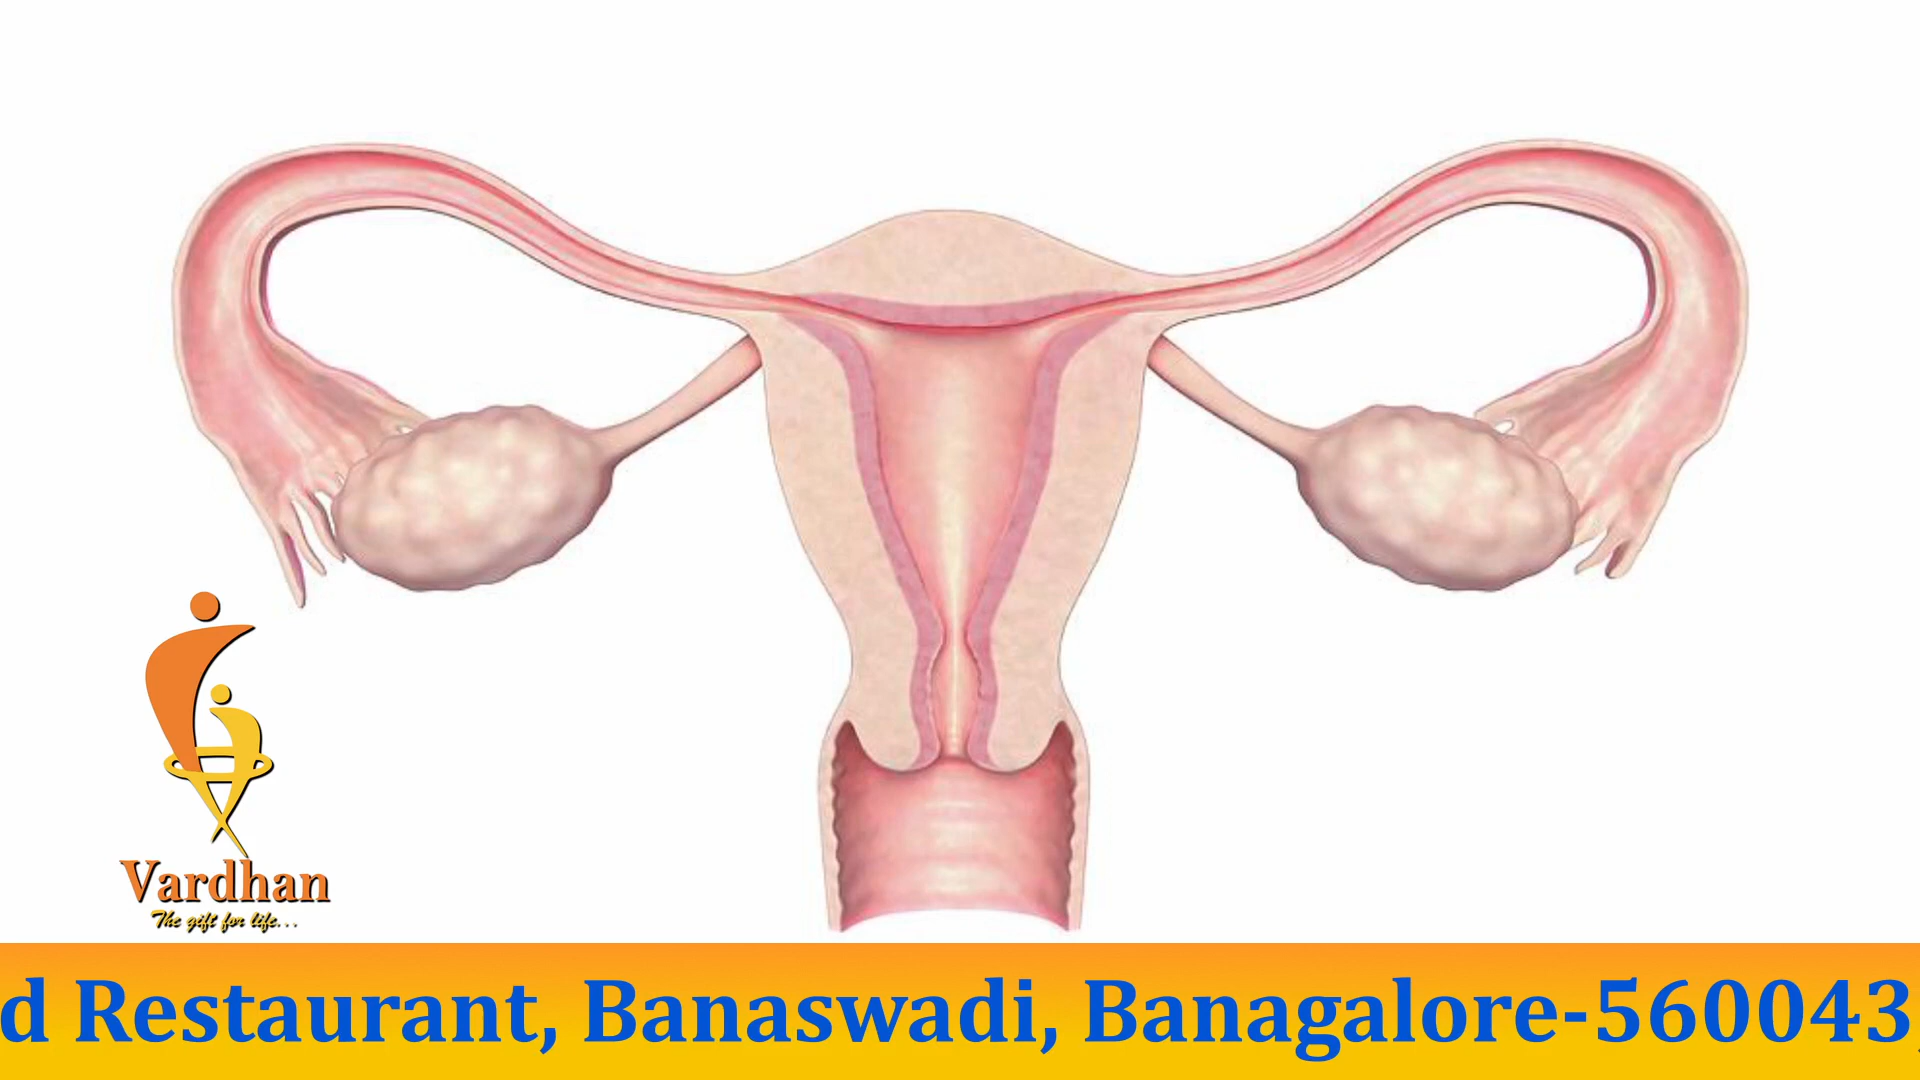 Vardhan
The gift for life...
d Restaurant, Banaswadi, Banagalore-560043,